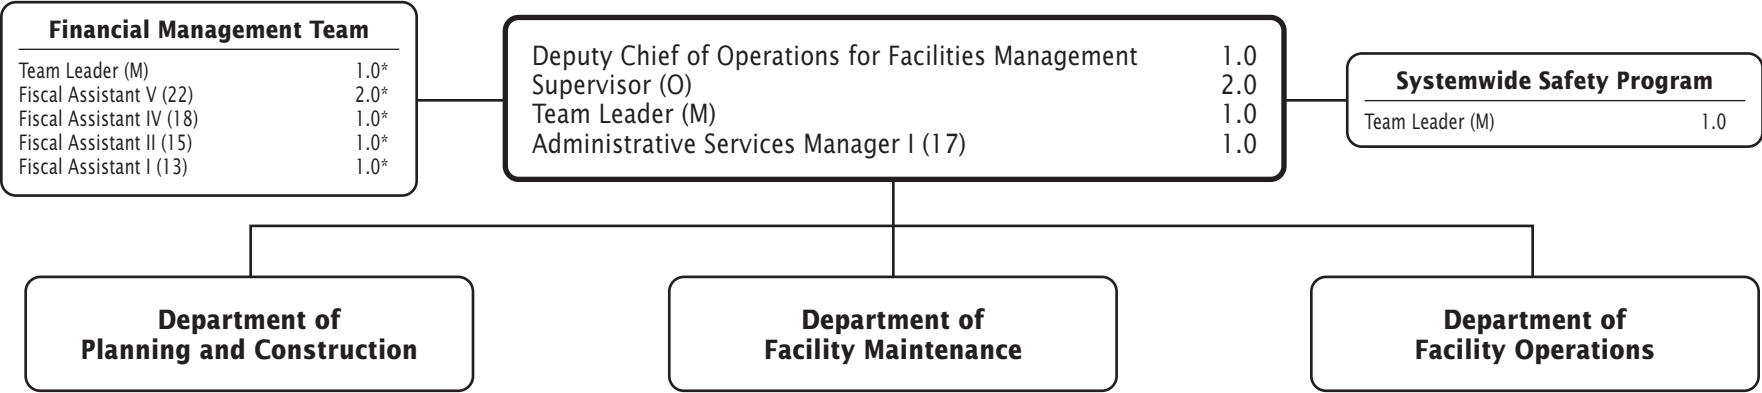 Financial Management Team
Team Leader (M) 1.0*
Fiscal Assistant V (22) 2.0*
Fiscal Assistant IV (18) 1.0*
Fiscal Assistant II (15) 1.0*
Fiscal Assistant I (13) 1.0*
Deputy Chief of Operations for Facilities Management 1.0
Supervisor (O) 2.0
Team Leader (M) 1.0
Administrative Services Manager I (17) 1.0
Systemwide Safety Program
Team Leader (M) 1.0
Department of
Planning and Construction
Department of
Facility Maintenance
Department of
Facility Operations